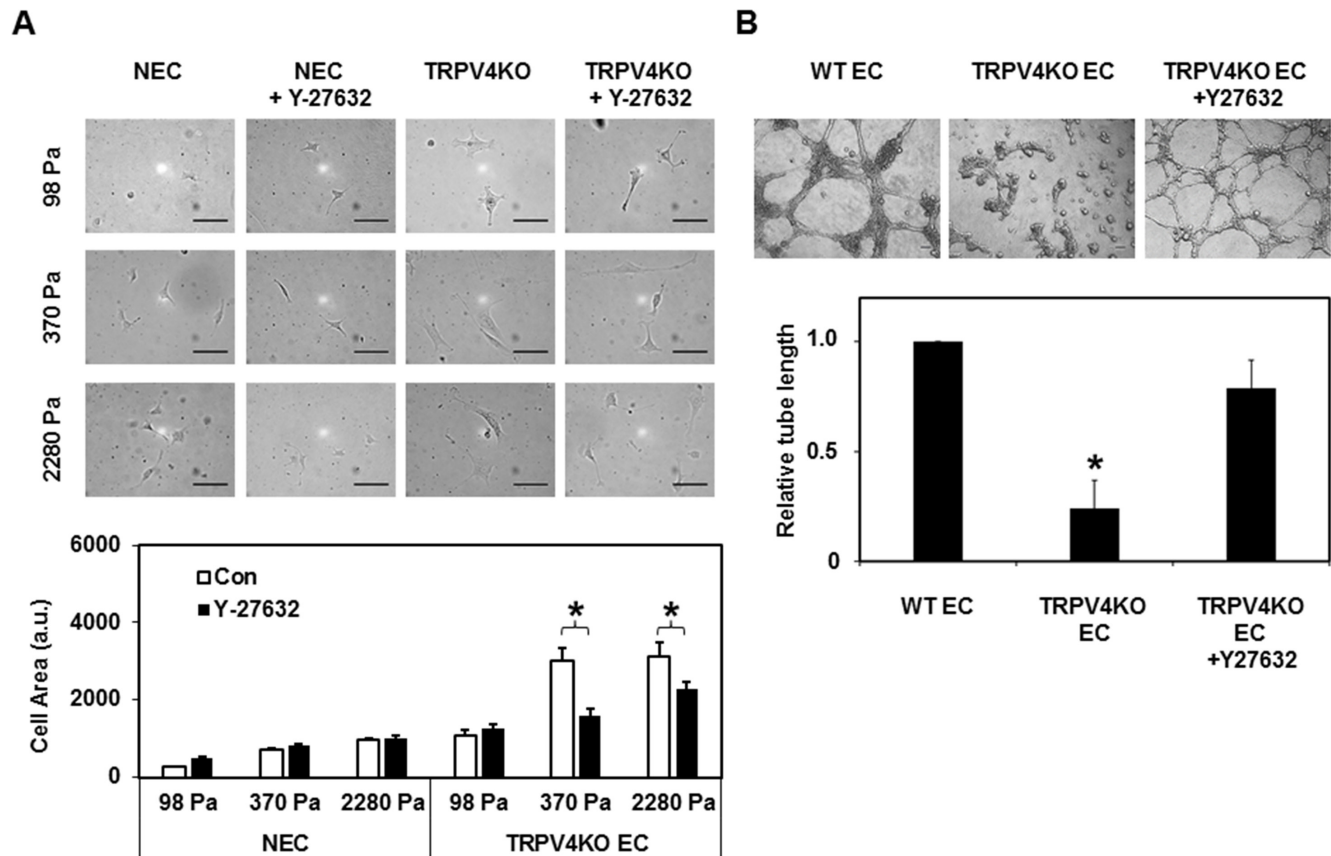 A
NEC
NEC
+ Y-27632
TRPV4KO
TRPV4KO
+ Y-27632
98 Pa
370 Pa
2280 Pa
Cell Area (a.u.)
6000
4000
2000
0
Con
Y-27632
*
*
98 Pa
370 Pa
2280 Pa
98 Pa
370 Pa
2280 Pa
NEC
TRPV4KO EC
B
WT EC
TRPV4KO EC
TRPV4KO EC
+Y27632
Relative tube length
1.0
0.5
0
*
WT EC
TRPV4KO
EC
TRPV4KO
EC
+Y27632